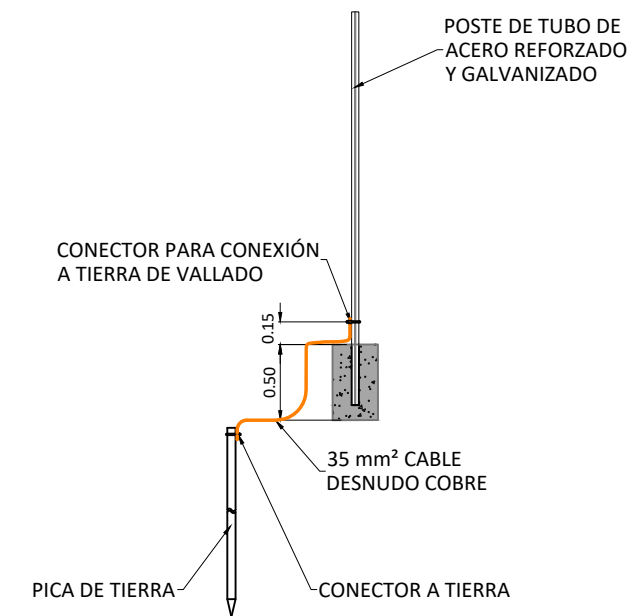 POSTE DE TUBO DE
ACERO REFORZADO
Y GALVANIZADO
CONECTOR PARA CONEXIÓN
A TIERRA DE VALLADO
0.15
0.50
35 mm² CABLE
DESNUDO COBRE
PICA DE TIERRA
CONECTOR A TIERRA